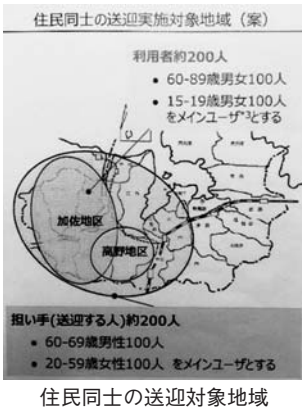 住民同士の送迎実施対象地域（案）
利用者約200人
• 60-89歳男女100人
• 15-19歳男女100人
をメインユーザ*3とする
加佐地区
高野地区
担い手(送迎する人)約200人
• 60-69歳男性100人
• 20-59歳女性100人 をメインユーザとする
住民同士の送迎対象地域